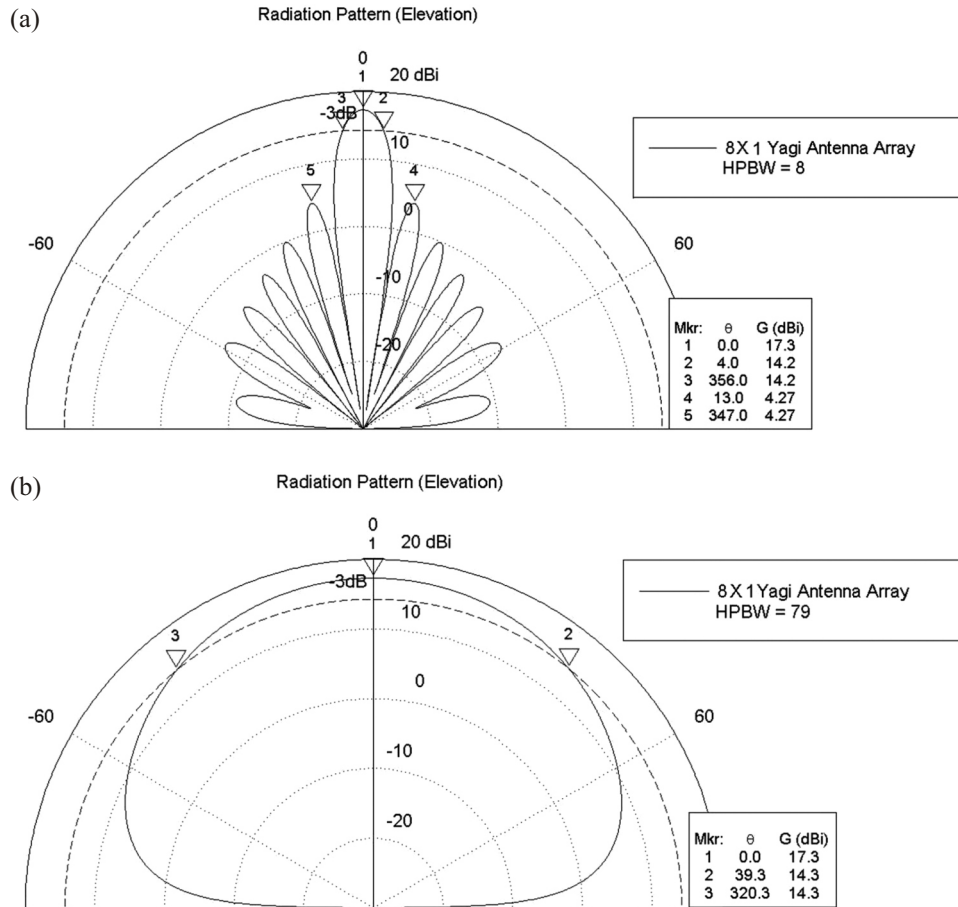 (a)
Radiation Pattern (Elevation)
0
1 20 dBi
3 -3dB 2
10
8 X 1 Yagi Antenna Array
HPBW = 8
5 4
0
-60 60
-10
-20
Mkr: θ G (dBi)
1 0.0 17.3
2 4.0 14.2
3 356.0 14.2
4 13.0 4.27
5 347.0 4.27
(b)
Radiation Pattern (Elevation)
0
1 20 dBi
-3dB
8 X 1 Yagi Antenna Array
HPBW = 79
10
3 2
0
-60 60
-10
-20
Mkr: θ G (dBi)
1 0.0 17.3
2 39.3 14.3
3 320.3 14.3